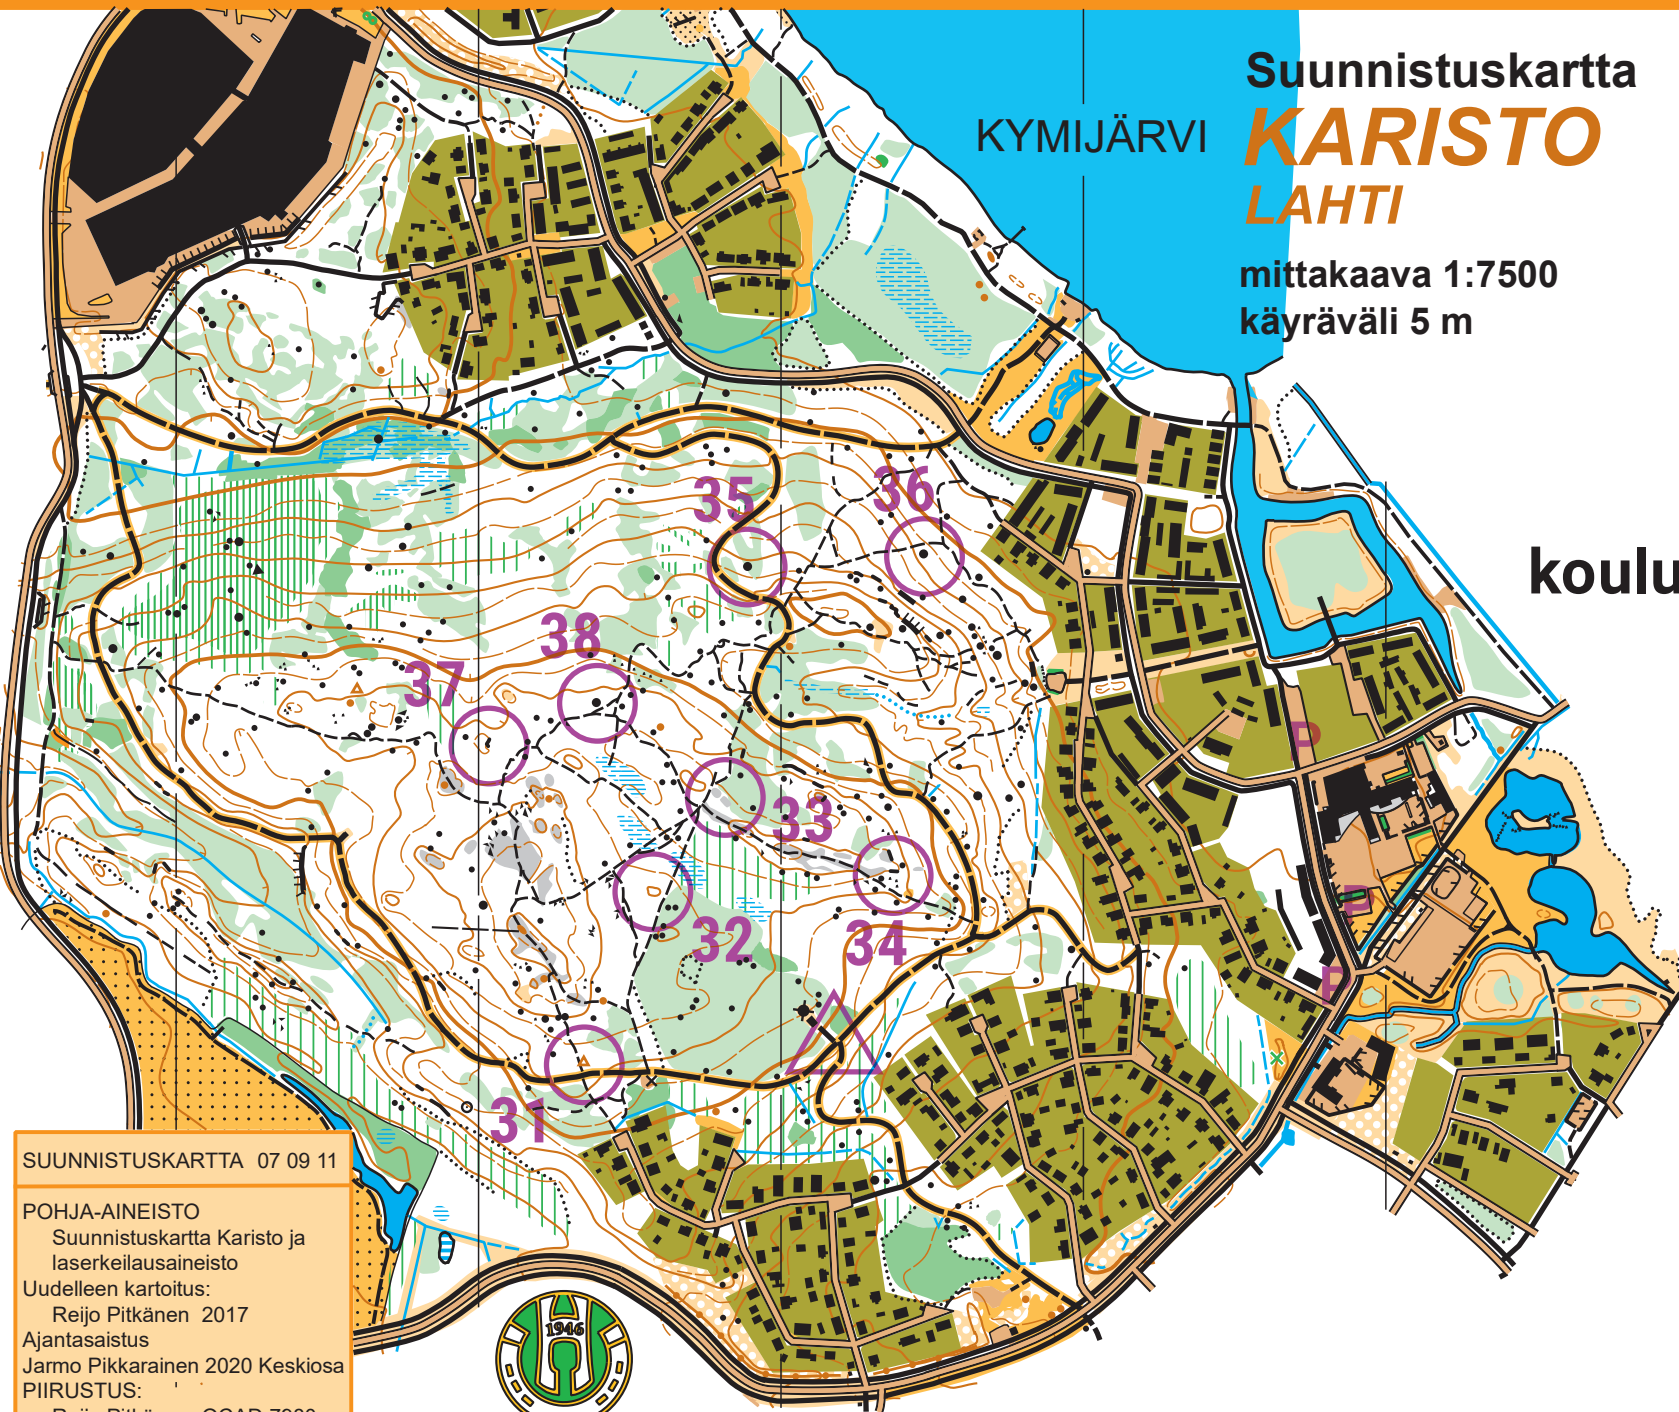 Suunnistuskartta
KARISTO
LAHTI
mittakaava 1:7500
käyräväli 5 m
KYMIJÄRVI
koulu
35
36
38
37
33
32
34
31
P
P
P
SUUNNISTUSKARTTA 07 09 11
POHJA-AINEISTO
Suunnistuskartta Karisto ja
laserkeilausaineisto
Uudelleen kartoitus:
Reijo Pitkänen 2017
Ajantasaistus
Jarmo Pikkarainen 2020 Keskiosa
PIIRUSTUS:
1946